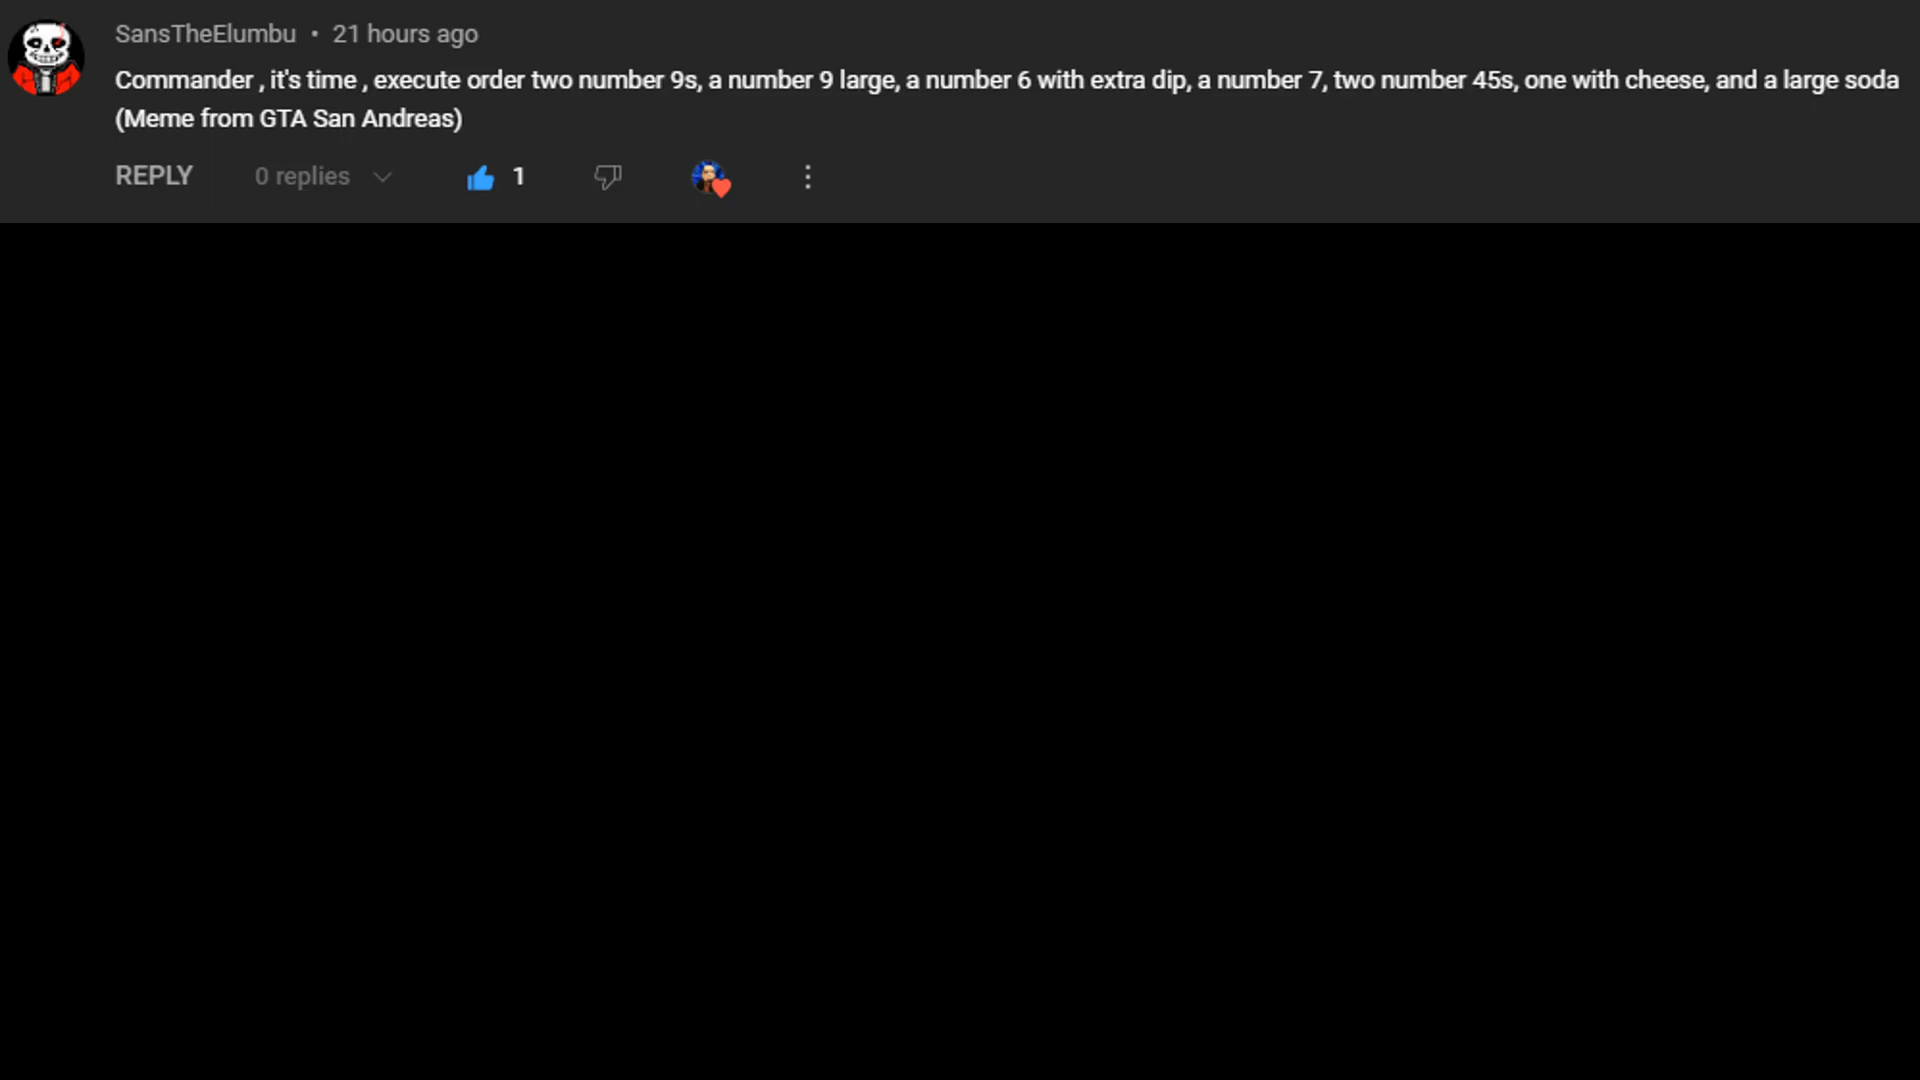 SansTheElumbu • 21 hours ago
Commander , it's time , execute order two number 9s, a number 9 large, a number 6 with extra dip, a number 7, two number 45s, one with cheese, and a large soda
(Meme from GTA San Andreas)
REPLY 0 replies 1